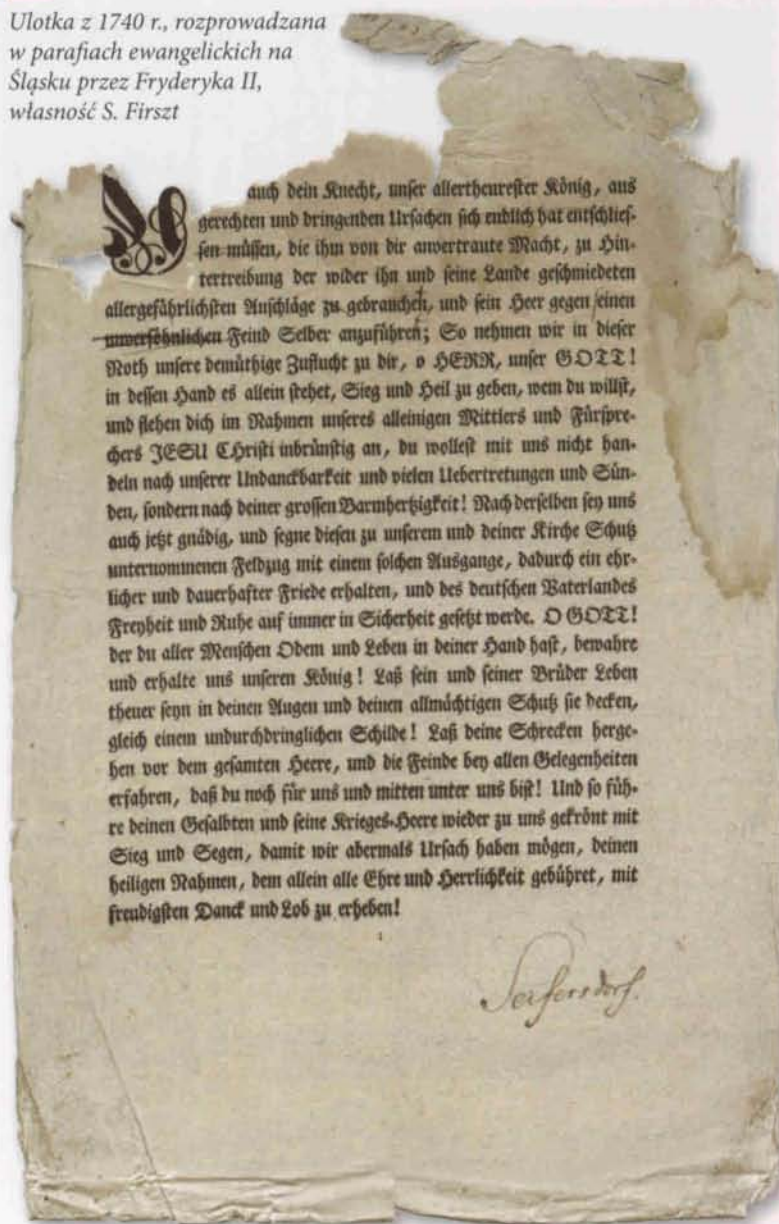 Ulotka z 1740 r., rozprowadzana
w parafiach ewangelickich na
Śląsku przez Fryderyka II,
własność S. Firszt
auch dein Knecht, unser allertheurester König, aus
gerechten und dringenden Ursachen sich endlich hat entschlies-
sen müssen, die ihm von dir anvertraute Macht, zu Hin-
tertreibung der wider ihn und seine Lande geschmiedeten
allergefährlichsten Anschläge zu gebrauchen, und sein Heer gegen seinen
unversöhnlichen Feind Selber anzuführen; So nehmen wir in dieser
Noth unsere demüthige Zuflucht zu dir, o HERR, unser GOTT!
in dessen Hand es allein stehet, Sieg und Heil zu geben, wem du willst,
und flehen dich im Nahmen unseres alleinigen Mittlers und Fürspre-
chers JESU CHristi inbrünstig an, du wollest mit uns nicht han-
deln nach unserer Undanckbarkeit und vielen Uebertretungen und Sün-
den, sondern nach deiner grossen Barmhertzigkeit! Nach derselben sey uns
auch jetzt gnädig, und segne diesen zu unserem und deiner Kirche Schutz
unternommenen Feldzug mit einem solchen Ausgange, dadurch ein ehr-
licher und dauerhafter Friede erhalten, und des deutschen Vaterlandes
Freyheit und Ruhe auf immer in Sicherheit gesetzt werde. O GOTT!
der du aller Menschen Odem und Leben in deiner Hand hast, bewahre
und erhalte uns unseren König! Laß sein und seiner Brüder Leben
theuer seyn in deinen Augen und deinen allmächtigen Schutz sie decken,
gleich einem undurchdringlichen Schilde! Laß deine Schrecken herge-
hen vor dem gesamten Heere, und die Feinde bey allen Gelegenheiten
erfahren, daß du noch für uns und mitten unter uns bist! Und so füh-
re deinen Gesalbten und seine Krieges-Heere wieder zu uns gekrönt mit
Sieg und Segen, damit wir abermals Ursach haben mögen, deinen
heiligen Nahmen, dem allein alle Ehre und Herrlichkeit gebühret, mit
freudigsten Danck und Lob zu erheben!
Seifersdorf.